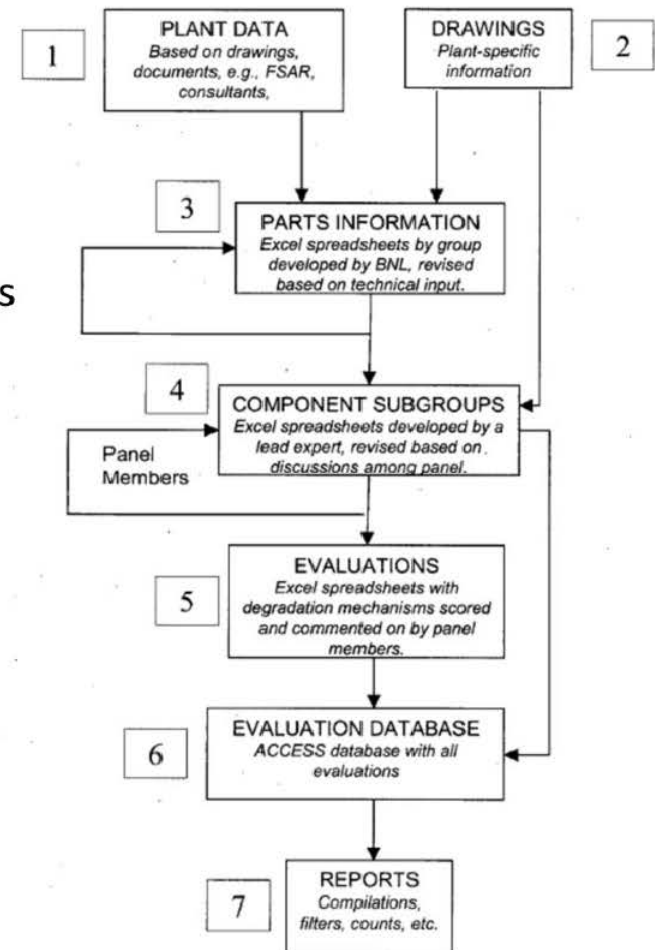 1
PLANT DATA
Based on drawings,
documents, e.g., FSAR,
consultants,
DRAWINGS
Plant-specific
information
2
3
PARTS INFORMATION
Excel spreadsheets by group
developed by BNL, revised
based on technical input.
s
4
COMPONENT SUBGROUPS
Excel spreadsheets developed by a
lead expert, revised based on
discussions among panel.
Panel
Members
5
EVALUATIONS
Excel spreadsheets with
degradation mechanisms scored
and commented on by panel
members.
6
EVALUATION DATABASE
ACCESS database with all
evaluations
7
REPORTS
Compilations,
filters, counts, etc.